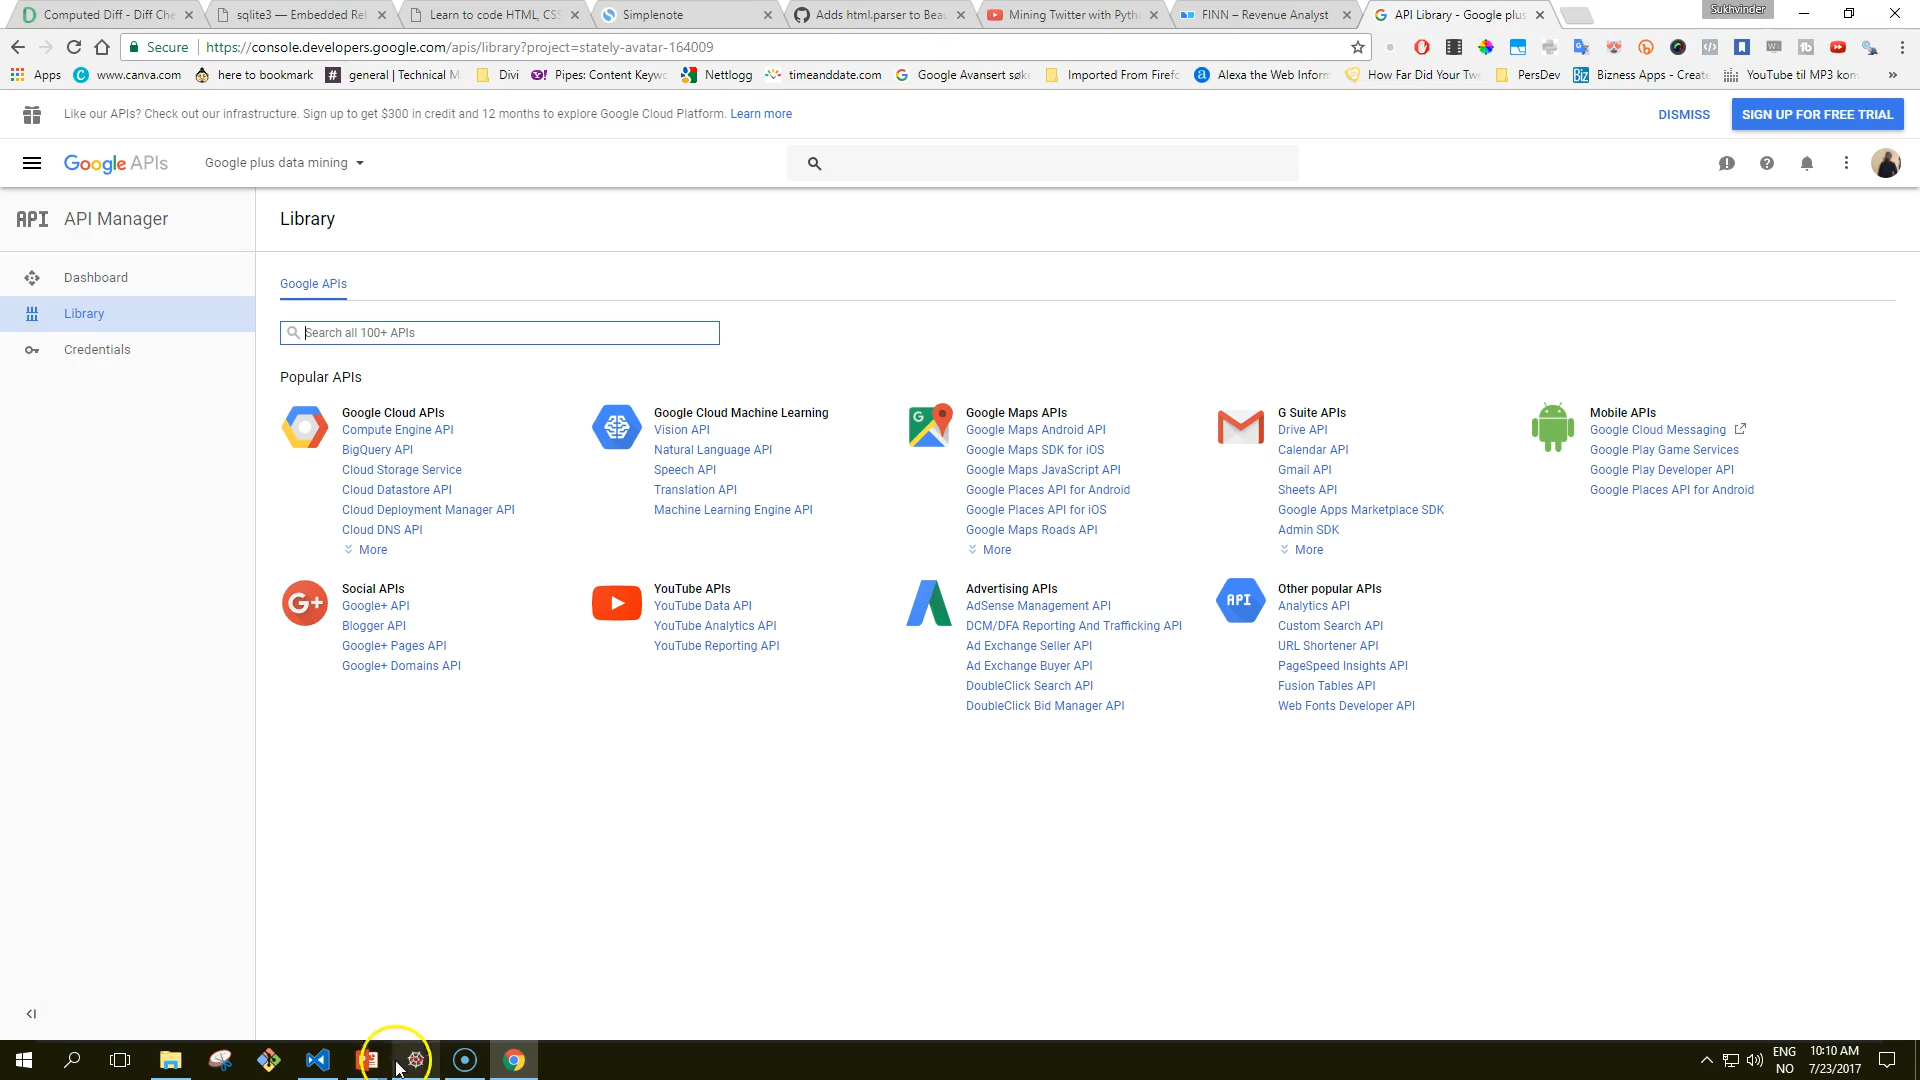 Computed Diff - Diff Che
sqlite3 — Embedded Rel
Learn to code HTML, CSS
Simplenote
Adds html.parser to Beau
Mining Twitter with Pyth
FINN – Revenue Analyst
API Library - Google plus
Sukhvinder
Secure
https://console.developers.google.com/apis/library?project=stately-avatar-164009
Apps
www.canva.com
here to bookmark
general | Technical M
Divi
Pipes: Content Keywo
Nettlogg
timeanddate.com
Google Avansert søk
Imported From Firefo
Alexa the Web Inform
How Far Did Your Twe
PersDev
Bizness Apps - Create
YouTube til MP3 kon
Like our APIs? Check out our infrastructure. Sign up to get $300 in credit and 12 months to explore Google Cloud Platform. Learn more
DISMISS
SIGN UP FOR FREE TRIAL
Google APIs
Google plus data mining
API API Manager
Library
Dashboard
Library
Credentials
Google APIs
Search all 100+ APIs
Popular APIs
Google Cloud APIs
Compute Engine API
BigQuery API
Cloud Storage Service
Cloud Datastore API
Cloud Deployment Manager API
Cloud DNS API
More
Google Cloud Machine Learning
Vision API
Natural Language API
Speech API
Translation API
Machine Learning Engine API
Google Maps APIs
Google Maps Android API
Google Maps SDK for iOS
Google Maps JavaScript API
Google Places API for Android
Google Places API for iOS
Google Maps Roads API
More
G Suite APIs
Drive API
Calendar API
Gmail API
Sheets API
Google Apps Marketplace SDK
Admin SDK
More
Mobile APIs
Google Cloud Messaging
Google Play Game Services
Google Play Developer API
Google Places API for Android
G+
Social APIs
Google+ API
Blogger API
Google+ Pages API
Google+ Domains API
YouTube APIs
YouTube Data API
YouTube Analytics API
YouTube Reporting API
Advertising APIs
AdSense Management API
DCM/DFA Reporting And Trafficking API
Ad Exchange Seller API
Ad Exchange Buyer API
DoubleClick Search API
DoubleClick Bid Manager API
API
Other popular APIs
Analytics API
Custom Search API
URL Shortener API
PageSpeed Insights API
Fusion Tables API
Web Fonts Developer API
ENG
NO
10:10 AM
7/23/2017